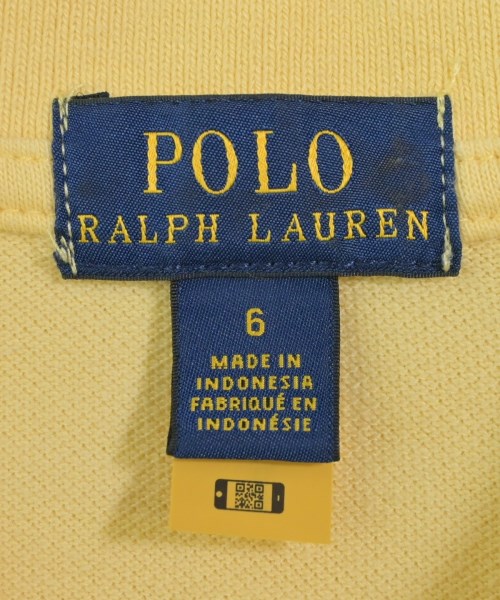 POLO
RALPH LAUREN
6
MADE IN
INDONESIA
FABRIQUÉ EN
INDONÉSIE